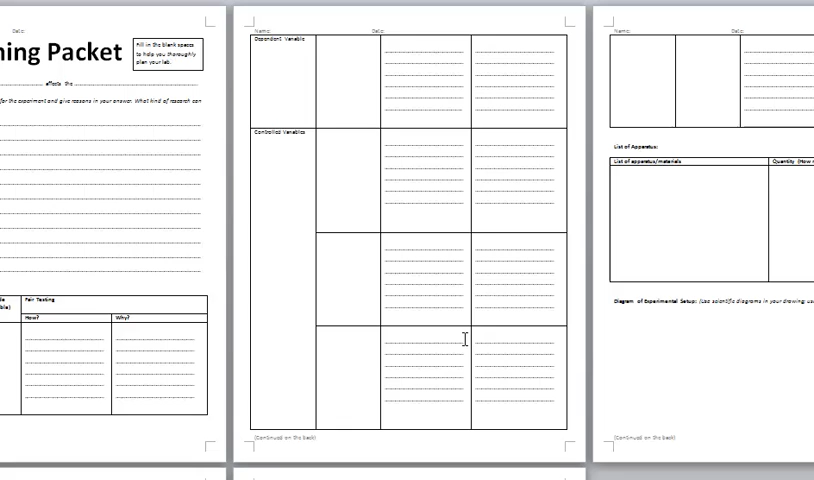 Date:
ning Packet
Fill in the blank spaces
to help you thoroughly
plan your lab.
affects the
for the experiment and give reasons in your answer. What kind of research can
ble)
Fair Testing
How?
Why?
Name:
Date:
Dependent Variable
Controlled Variables
(Continued on the back)
Name:
Date:
List of Apparatus:
List of apparatus/materials
Quantity (How
Diagram of Experimental Setup: (Use scientific diagrams in your drawing;
(Continued on the back)